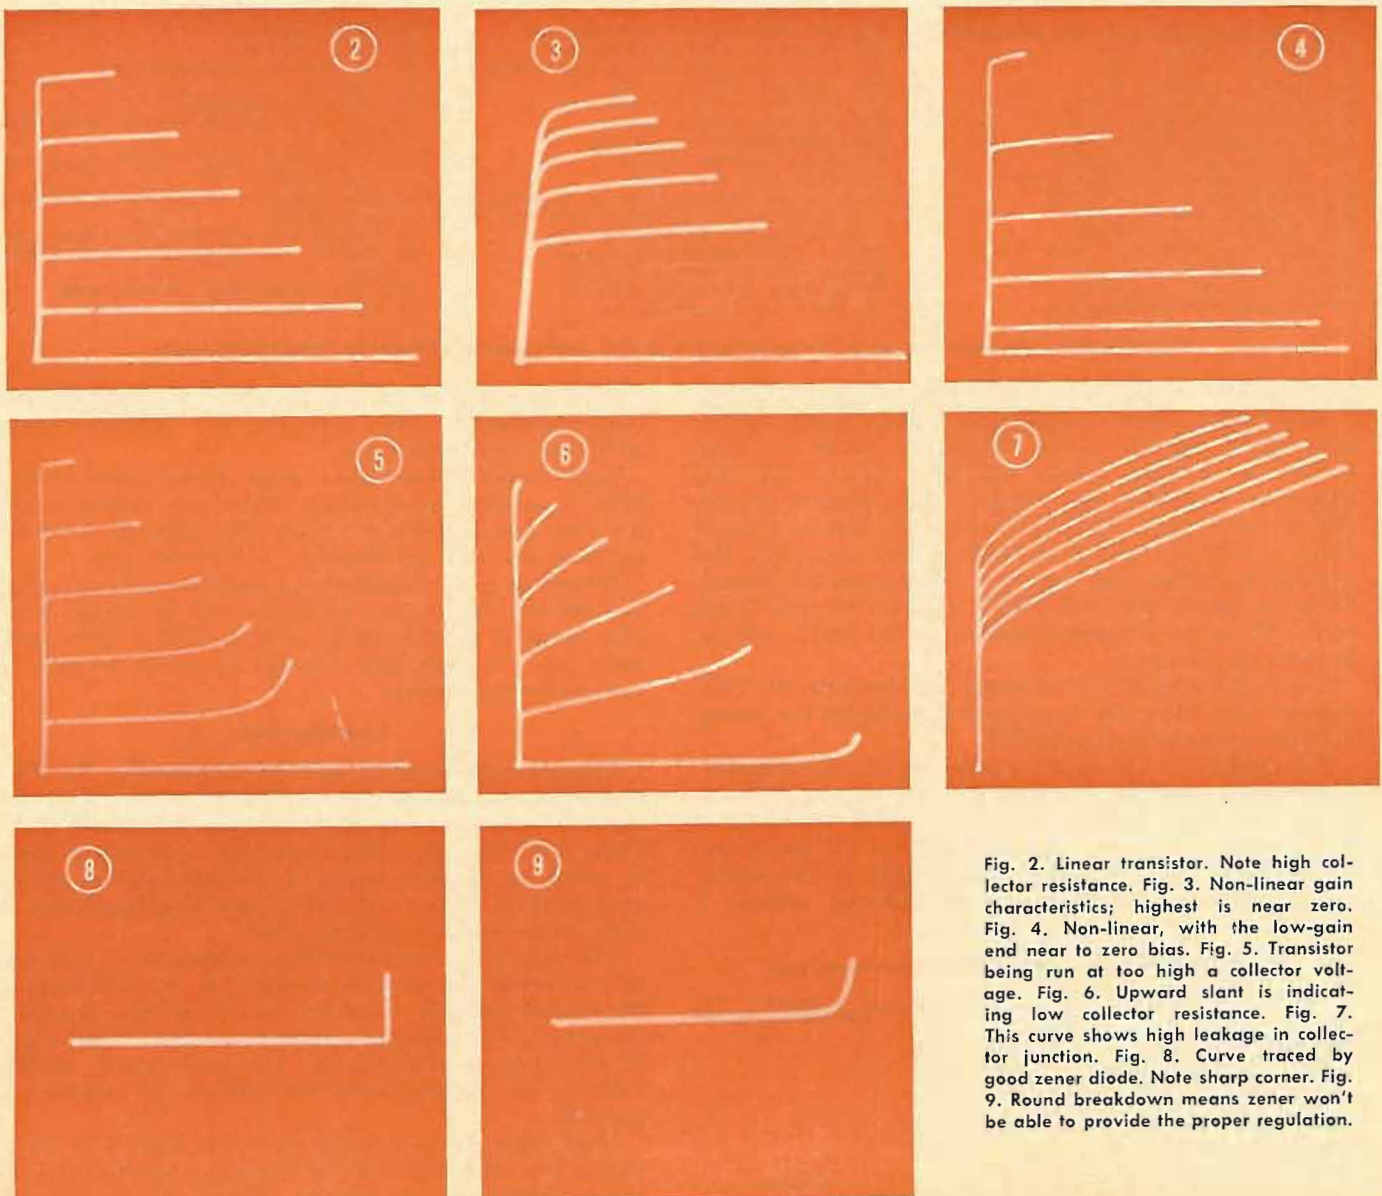 2
3
4
5
6
7
8
9
Fig. 2. Linear transistor. Note high col-
lector resistance. Fig. 3. Non-linear gain
characteristics; highest is near zero.
Fig. 4. Non-linear, with the low-gain
end near to zero bias. Fig. 5. Transistor
being run at too high a collector volt-
age. Fig. 6. Upward slant is indicat-
ing low collector resistance. Fig. 7.
This curve shows high leakage in collec-
tor junction. Fig. 8. Curve traced by
good zener diode. Note sharp corner. Fig.
9. Round breakdown means zener won't
be able to provide the proper regulation.